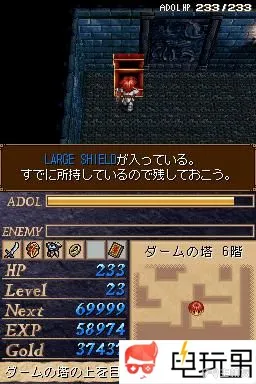 ADOL HP 233/233
LARGE SHIELDが入っている。
すでに所持しているので残しておこう。
ADOL
ENEMY
HP 233
Level 23
Next 69999
EXP 58974
Gold 3743
ダームの塔 6階
ダームの塔の上を目
电玩男